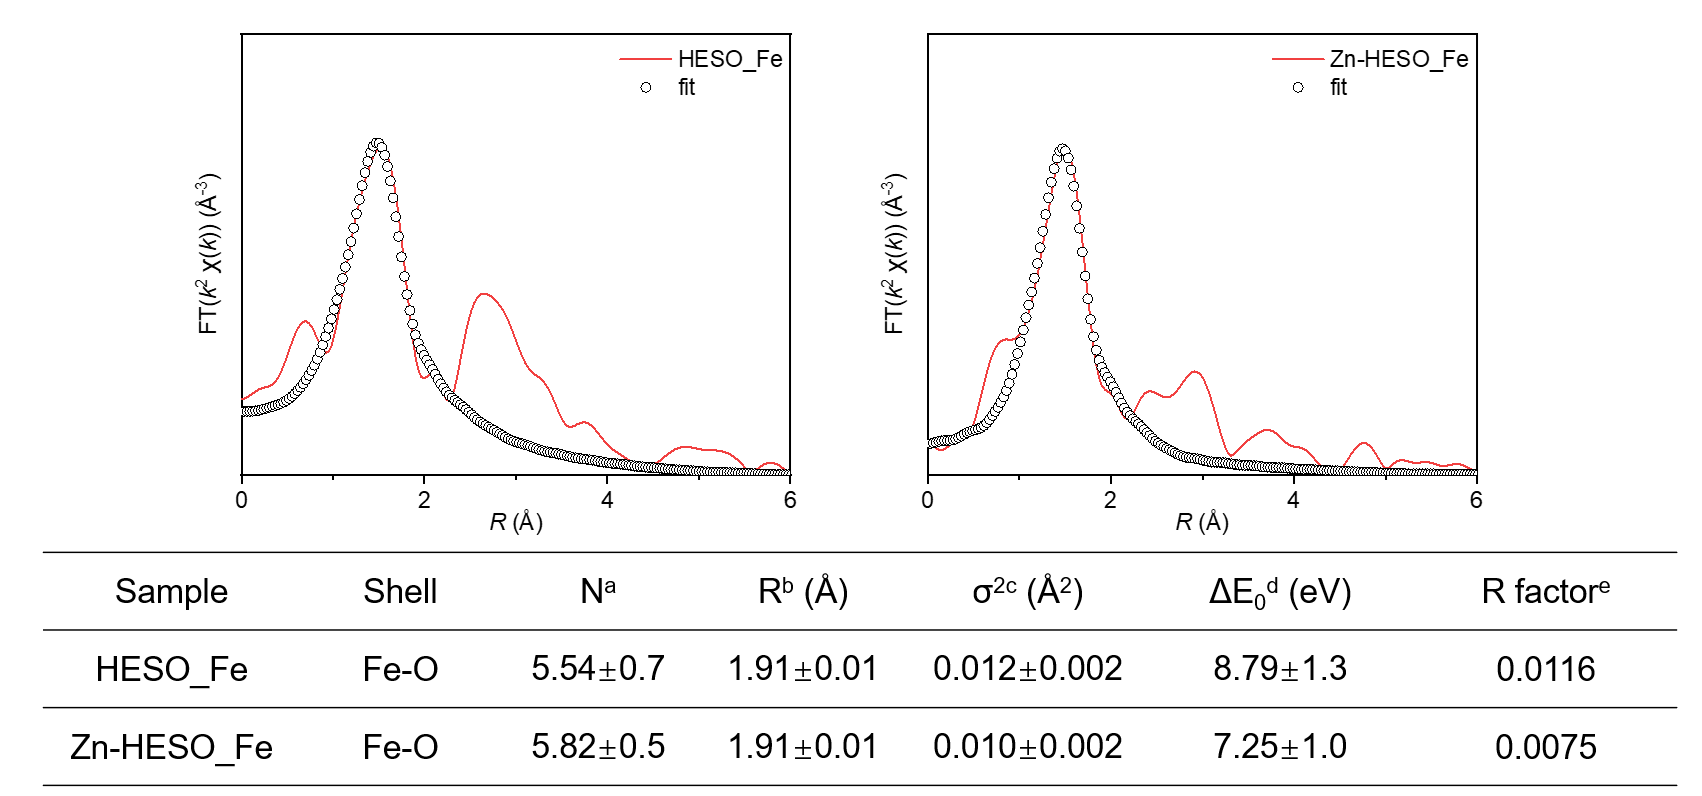 HESO_Fe
fit
FT(k² χ(k)) (Å⁻³)
0 2 4 6
R (Å)
Zn-HESO_Fe
fit
FT(k² χ(k)) (Å⁻³)
0 2 4 6
R (Å)
Sample Shell Nᵃ Rᵇ (Å) σ²ᶜ (Å²) ΔE₀ᵈ (eV) R factorᵉ
HESO_Fe Fe-O 5.54±0.7 1.91±0.01 0.012±0.002 8.79±1.3 0.0116
Zn-HESO_Fe Fe-O 5.82±0.5 1.91±0.01 0.010±0.002 7.25±1.0 0.0075